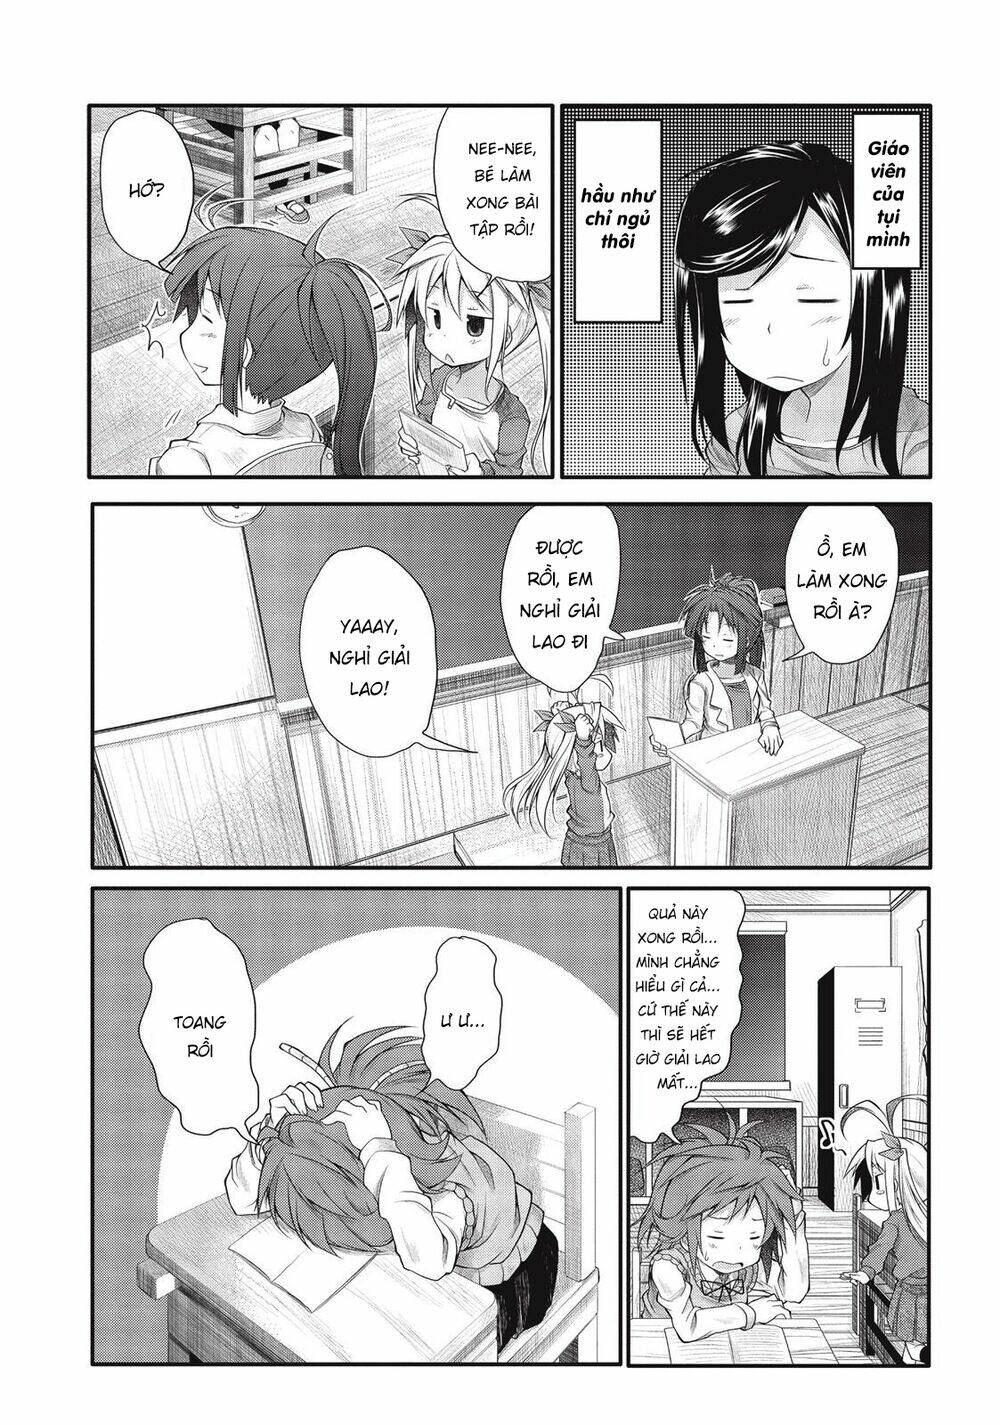 Giáo
viên
của
tụi
mình
hầu như
chỉ ngủ
thôi
NEE-NEE,
BÉ LÀM
XONG BÀI
TẬP RỒI!
HỚ?
Ồ, EM
LÀM XONG
RỒI À?
ĐƯỢC
RỒI, EM
NGHỈ GIẢI
LAO ĐI
YAAAY,
NGHỈ GIẢI
LAO!
QUẢ NÀY
XONG RỒI...
MÌNH CHẲNG
HIỂU GÌ CẢ...
CỨ THẾ NÀY
THÌ SẼ HẾT
GIỜ GIẢI LAO
MẤT...
Ư Ư...
TOANG
RỒI